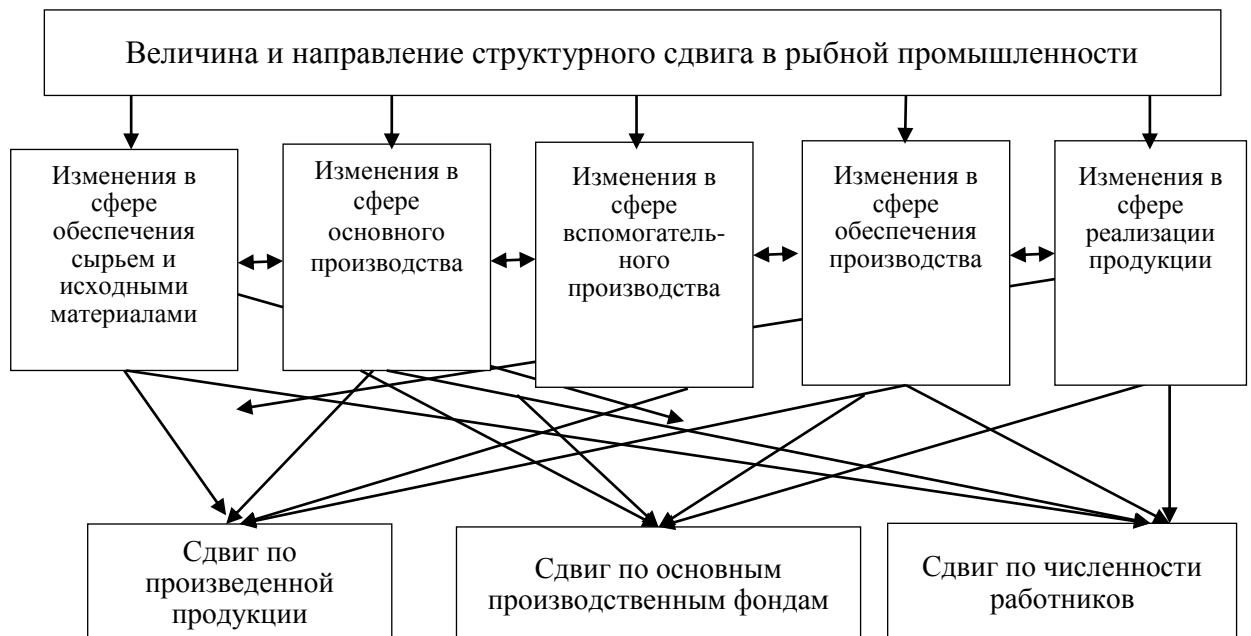 Величина и направление структурного сдвига в рыбной промышленности
Изменения в
сфере
обеспечения
сырьем и
исходными
материалами
Изменения в
сфере
основного
производства
Изменения в
сфере
вспомогатель-
ного
производства
Изменения в
сфере
обеспечения
производства
Изменения в
сфере
реализации
продукции
Сдвиг по
произведенной
продукции
Сдвиг по основным
производственным фондам
Сдвиг по численности
работников